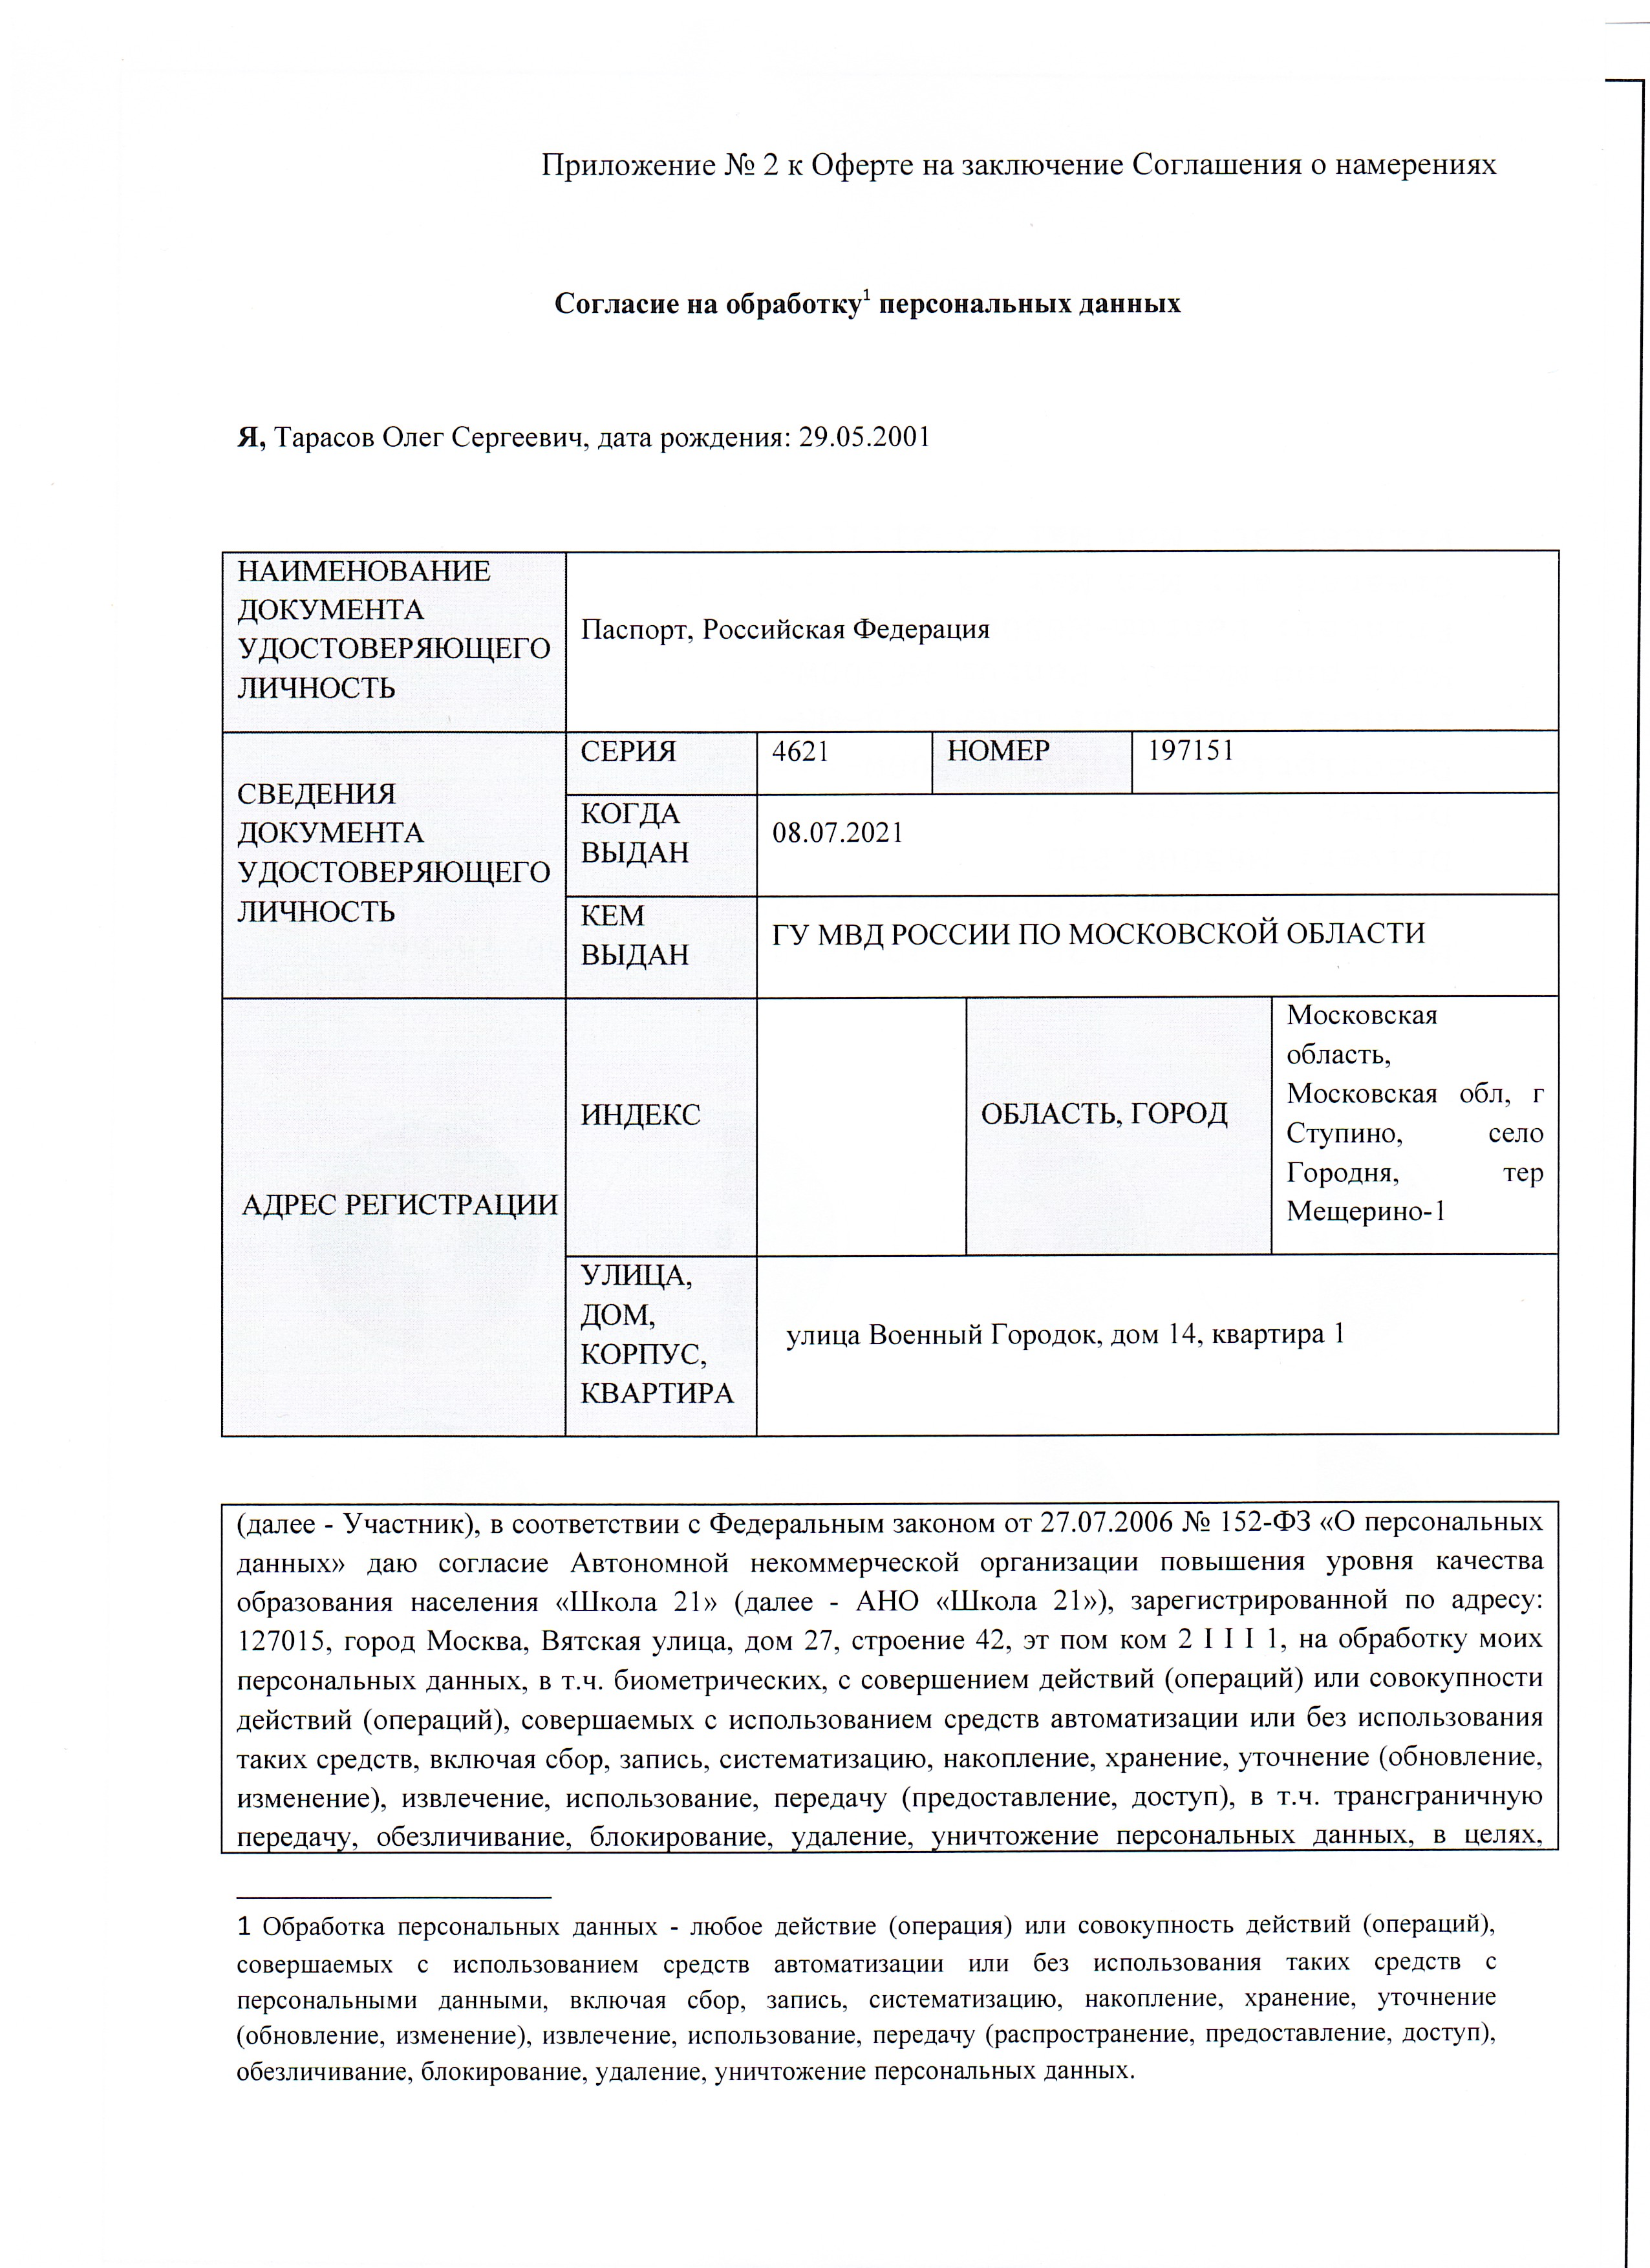 Приложение № 2 к Оферте на заключение Соглашения о намерениях
Согласие на обработку¹ персональных данных
Я, Тарасов Олег Сергеевич, дата рождения: 29.05.2001
НАИМЕНОВАНИЕ
ДОКУМЕНТА
УДОСТОВЕРЯЮЩЕГО
ЛИЧНОСТЬ
Паспорт, Российская Федерация
СВЕДЕНИЯ
ДОКУМЕНТА
УДОСТОВЕРЯЮЩЕГО
ЛИЧНОСТЬ
СЕРИЯ
4621
НОМЕР
197151
КОГДА
ВЫДАН
08.07.2021
КЕМ
ВЫДАН
ГУ МВД РОССИИ ПО МОСКОВСКОЙ ОБЛАСТИ
АДРЕС РЕГИСТРАЦИИ
ИНДЕКС
ОБЛАСТЬ, ГОРОД
Московская
область,
Московская обл, г
Ступино, село
Городня, тер
Мещерино-1
УЛИЦА,
ДОМ,
КОРПУС,
КВАРТИРА
улица Военный Городок, дом 14, квартира 1
(далее - Участник), в соответствии с Федеральным законом от 27.07.2006 № 152-ФЗ «О персональных
данных» даю согласие Автономной некоммерческой организации повышения уровня качества
образования населения «Школа 21» (далее - АНО «Школа 21»), зарегистрированной по адресу:
127015, город Москва, Вятская улица, дом 27, строение 42, эт пом ком 2 I I I 1, на обработку моих
персональных данных, в т.ч. биометрических, с совершением действий (операций) или совокупности
действий (операций), совершаемых с использованием средств автоматизации или без использования
таких средств, включая сбор, запись, систематизацию, накопление, хранение, уточнение (обновление,
изменение), извлечение, использование, передачу (предоставление, доступ), в т.ч. трансграничную
передачу, обезличивание, блокирование, удаление, уничтожение персональных данных, в целях,
1 Обработка персональных данных - любое действие (операция) или совокупность действий (операций),
совершаемых с использованием средств автоматизации или без использования таких средств с
персональными данными, включая сбор, запись, систематизацию, накопление, хранение, уточнение
(обновление, изменение), извлечение, использование, передачу (распространение, предоставление, доступ),
обезличивание, блокирование, удаление, уничтожение персональных данных.